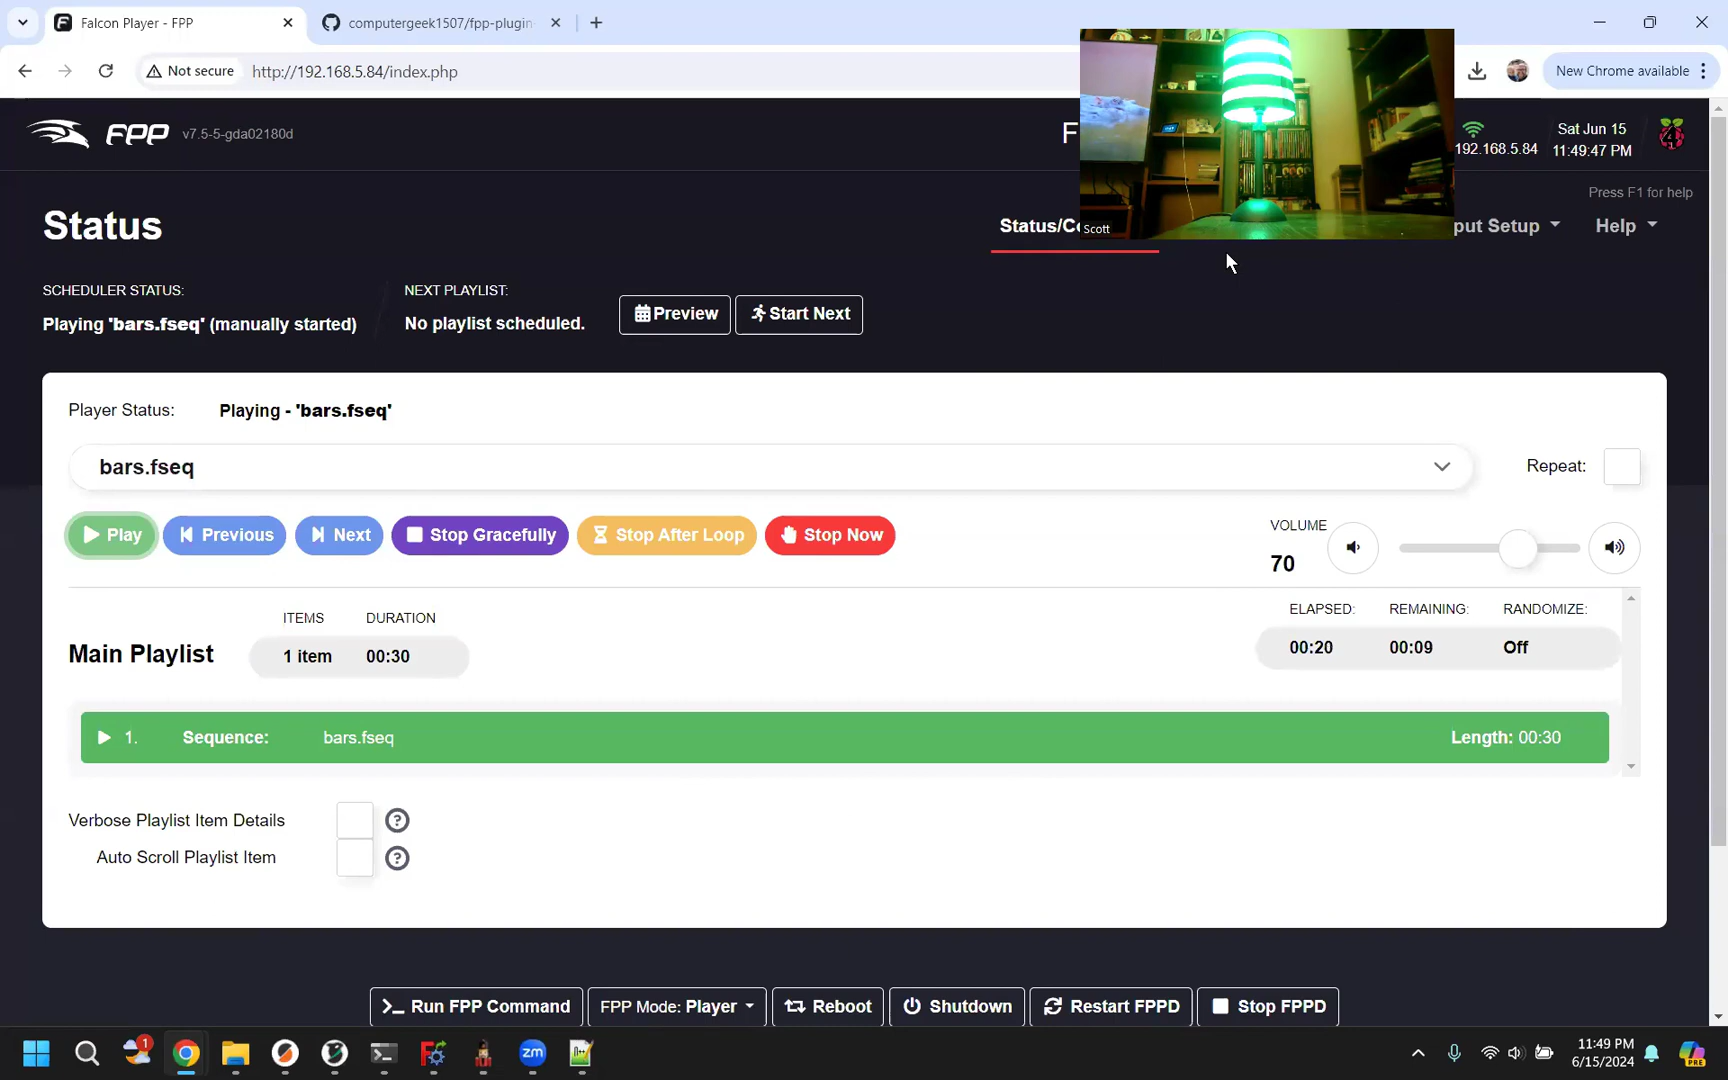 Falcon Player - FPP
computergeek1507/fpp-plugin
Not secure
http://192.168.5.84/index.php
New Chrome available
FPP
v7.5-5-gda02180d
F
Scott
192.168.5.84
Sat Jun 15
11:49:47 PM
Press F1 for help
Status
Status/Co
put Setup
Help
SCHEDULER STATUS:
Playing 'bars.fseq' (manually started)
NEXT PLAYLIST:
No playlist scheduled.
Preview
Start Next
Player Status:
Playing - 'bars.fseq'
bars.fseq
Repeat:
Play
Previous
Next
Stop Gracefully
Stop After Loop
Stop Now
VOLUME
70
Main Playlist
ITEMS
1 item
DURATION
00:30
ELAPSED:
00:20
REMAINING:
00:09
RANDOMIZE:
Off
1.
Sequence:
bars.fseq
Length: 00:30
Verbose Playlist Item Details
Auto Scroll Playlist Item
Run FPP Command
FPP Mode: Player
Reboot
Shutdown
Restart FPPD
Stop FPPD
1
zm
11:49 PM
6/15/2024
PRE